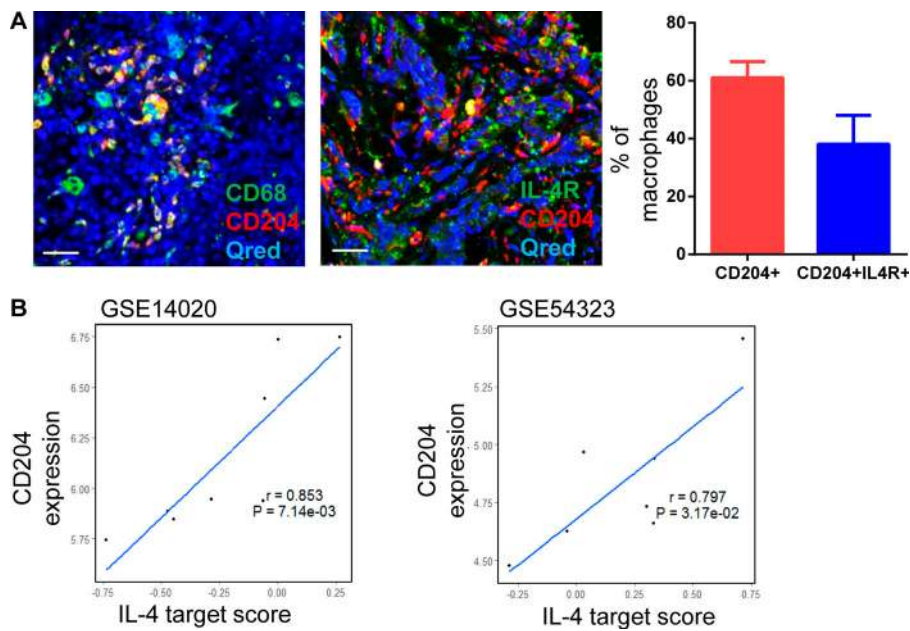 A
CD68
CD204
Qred
IL-4R
CD204
Qred
% of
macrophages
80
60
40
20
0
CD204+
CD204+IL4R+
B
GSE14020
CD204
expression
6.75
6.50
6.25
6.00
5.75
r = 0.853
P = 7.14e-03
-0.75
-0.50
-0.25
0.00
0.25
IL-4 target score
GSE54323
CD204
expression
5.50
5.25
5.00
4.75
4.50
r = 0.797
P = 3.17e-02
-0.25
0.00
0.25
0.50
0.75
IL-4 target score